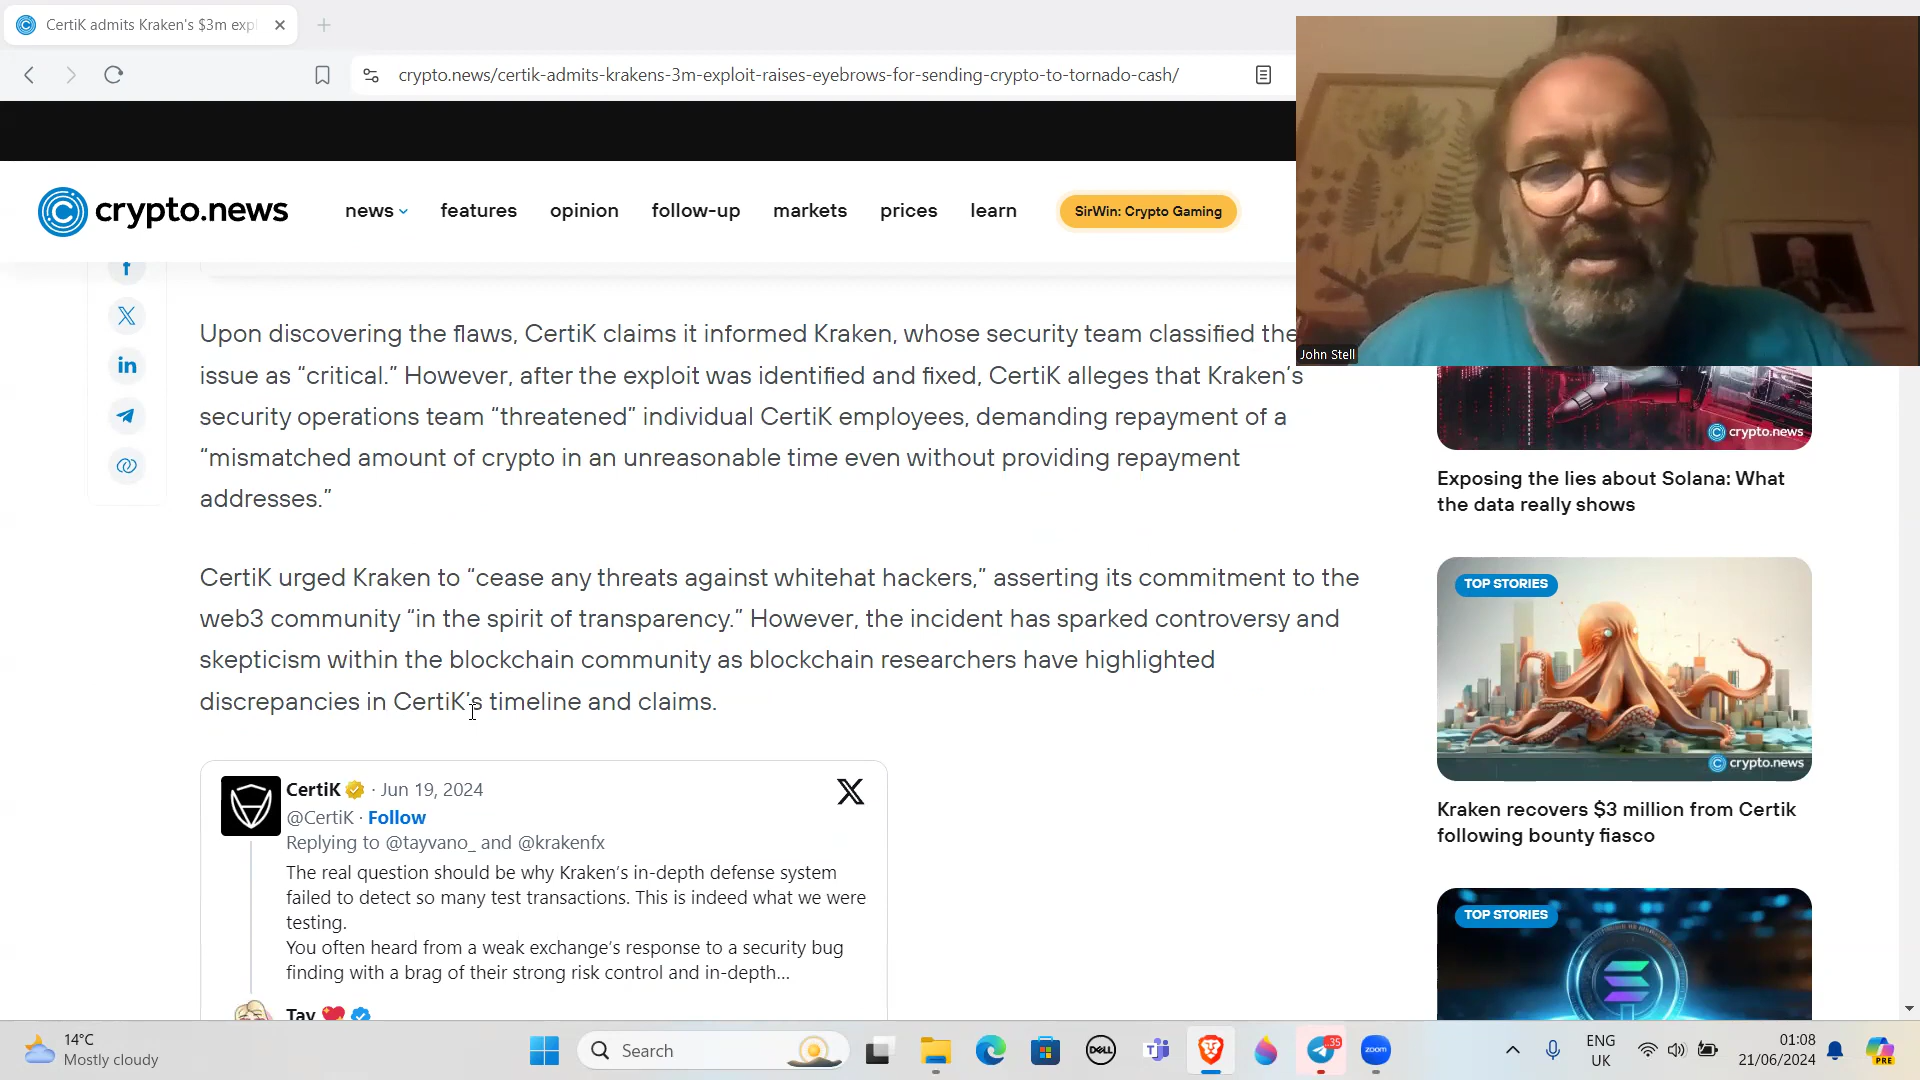 CertiK admits Kraken's $3m exp
crypto.news/certik-admits-krakens-3m-exploit-raises-eyebrows-for-sending-crypto-to-tornado-cash/
crypto.news
news
features
opinion
follow-up
markets
prices
learn
SirWin: Crypto Gaming
John Stell
Upon discovering the flaws, CertiK claims it informed Kraken, whose security team classified the
issue as “critical.” However, after the exploit was identified and fixed, CertiK alleges that Kraken’s
security operations team “threatened” individual CertiK employees, demanding repayment of a
“mismatched amount of crypto in an unreasonable time even without providing repayment
addresses.”
CertiK urged Kraken to “cease any threats against whitehat hackers,” asserting its commitment to the
web3 community “in the spirit of transparency.” However, the incident has sparked controversy and
skepticism within the blockchain community as blockchain researchers have highlighted
discrepancies in CertiK’s timeline and claims.
CertiK · Jun 19, 2024
@CertiK · Follow
Replying to @tayvano_ and @krakenfx
The real question should be why Kraken’s in-depth defense system
failed to detect so many test transactions. This is indeed what we were
testing.
You often heard from a weak exchange’s response to a security bug
finding with a brag of their strong risk control and in-depth...
Tay
crypto.news
Exposing the lies about Solana: What
the data really shows
TOP STORIES
crypto.news
Kraken recovers $3 million from Certik
following bounty fiasco
TOP STORIES
14°C
Mostly cloudy
Search
DELL
35
zoom
ENG
UK
01:08
21/06/2024
PRE